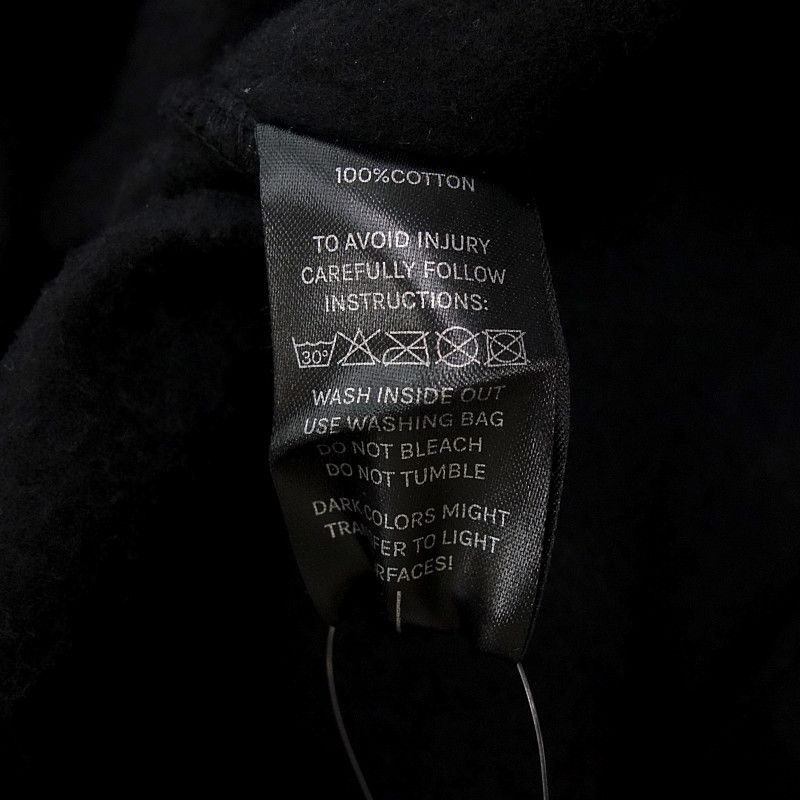 100%COTTON
TO AVOID INJURY
CAREFULLY FOLLOW
INSTRUCTIONS:
30°
WASH INSIDE OUT
USE WASHING BAG
DO NOT BLEACH
DO NOT TUMBLE
DARK COLORS MIGHT
TO LIGHT